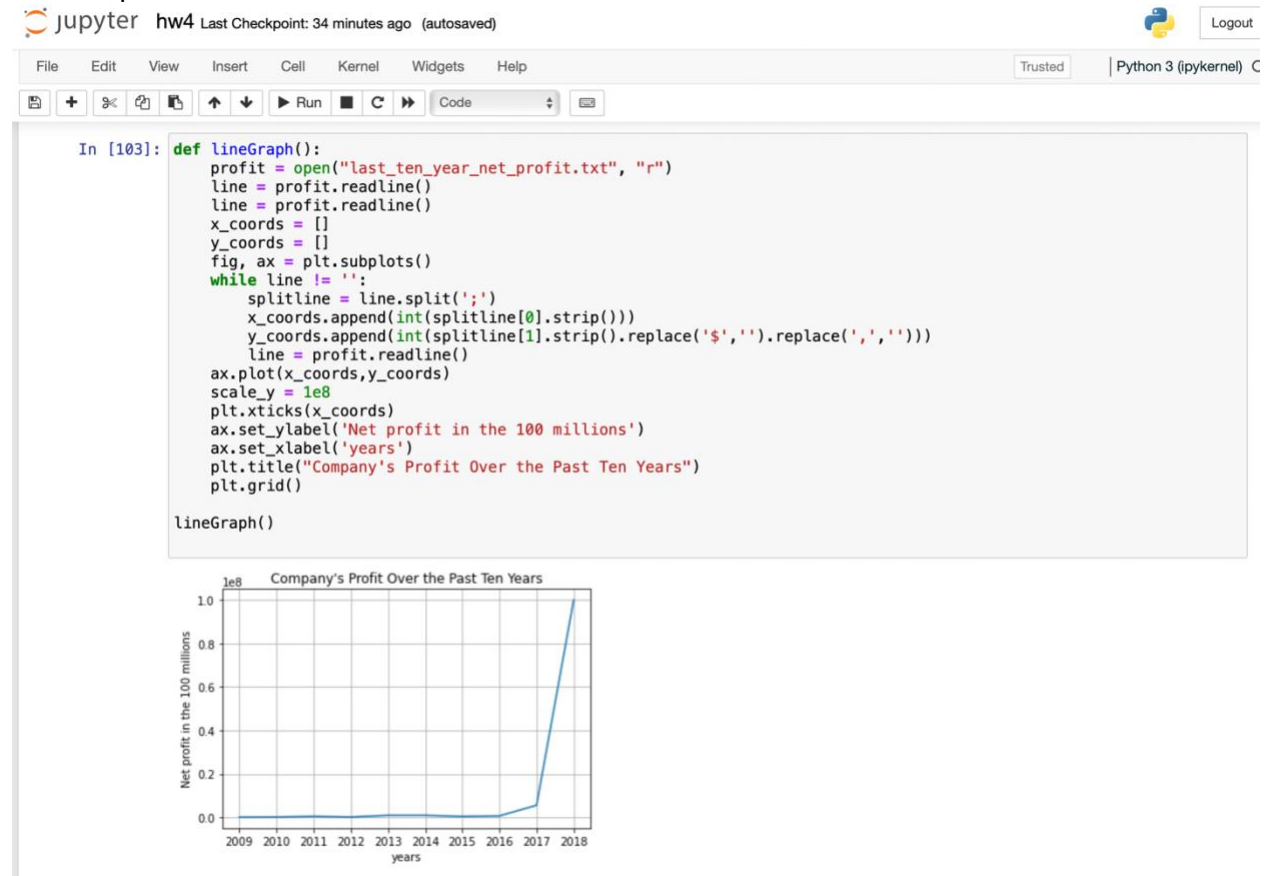 jupyter hw4 Last Checkpoint: 34 minutes ago (autosaved)
Logout
File Edit View Insert Cell Kernel Widgets Help
Trusted
Python 3 (ipykernel)
Run
Code
In [103]: def lineGraph():
    profit = open("last_ten_year_net_profit.txt", "r")
    line = profit.readline()
    line = profit.readline()
    x_coords = []
    y_coords = []
    fig, ax = plt.subplots()
    while line != '':
        splitline = line.split(';')
        x_coords.append(int(splitline[0].strip()))
        y_coords.append(int(splitline[1].strip().replace('$','').replace(',','')))
        line = profit.readline()
    ax.plot(x_coords,y_coords)
    scale_y = 1e8
    plt.xticks(x_coords)
    ax.set_ylabel('Net profit in the 100 millions')
    ax.set_xlabel('years')
    plt.title("Company's Profit Over the Past Ten Years")
    plt.grid()
lineGraph()
1e8 Company's Profit Over the Past Ten Years
Net profit in the 100 millions
1.0
0.8
0.6
0.4
0.2
0.0
2009 2010 2011 2012 2013 2014 2015 2016 2017 2018
years